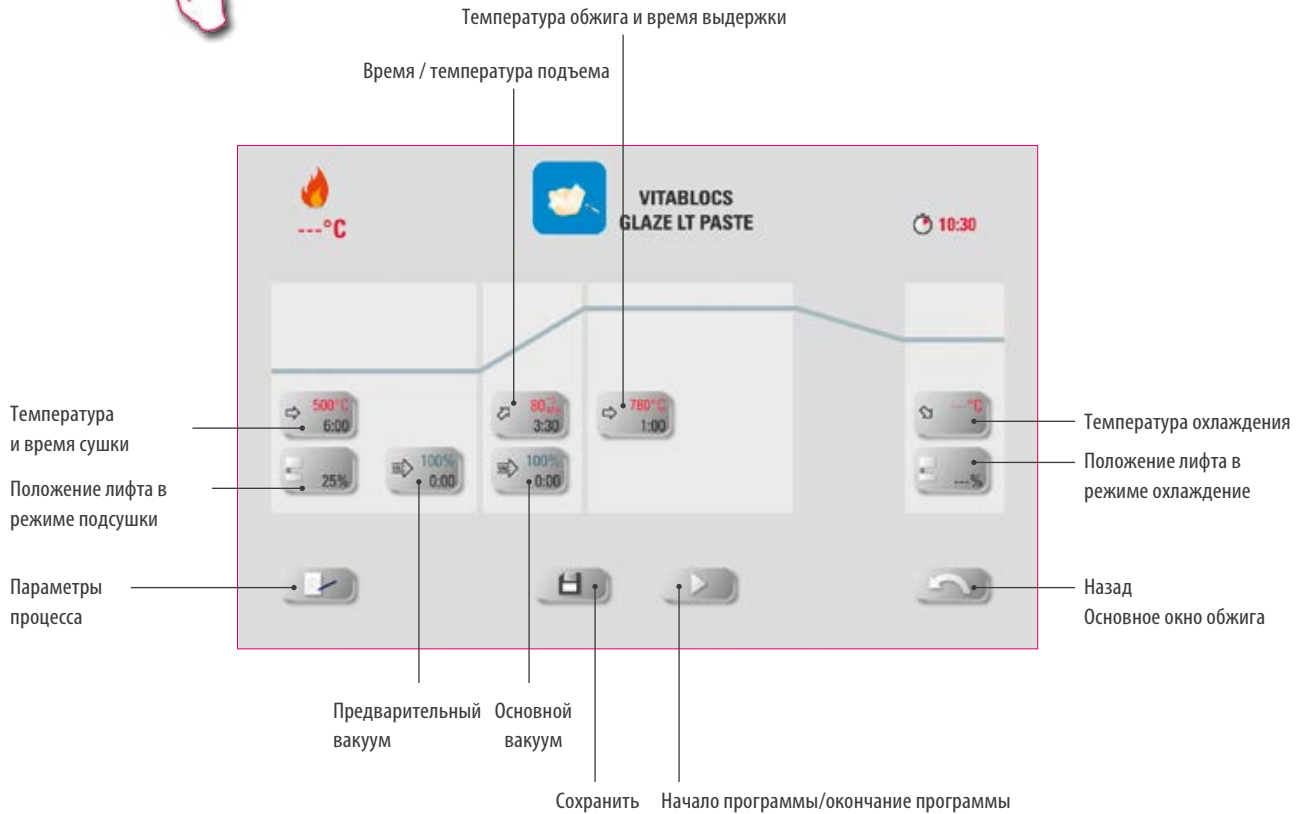 Температура обжига и время выдержки
Время / температура подъема
---°C
VITABLOCS
GLAZE LT PASTE
10:30
Температура
и время сушки
500°C
6:00
80
3:30
780°C
1:00
---°C
Температура охлаждения
Положение лифта в
режиме подсушки
25%
100%
0:00
100%
0:00
---%
Положение лифта в
режиме охлаждение
Параметры
процесса
Назад
Основное окно обжига
Предварительный
вакуум
Основной
вакуум
Сохранить
Начало программы/окончание программы